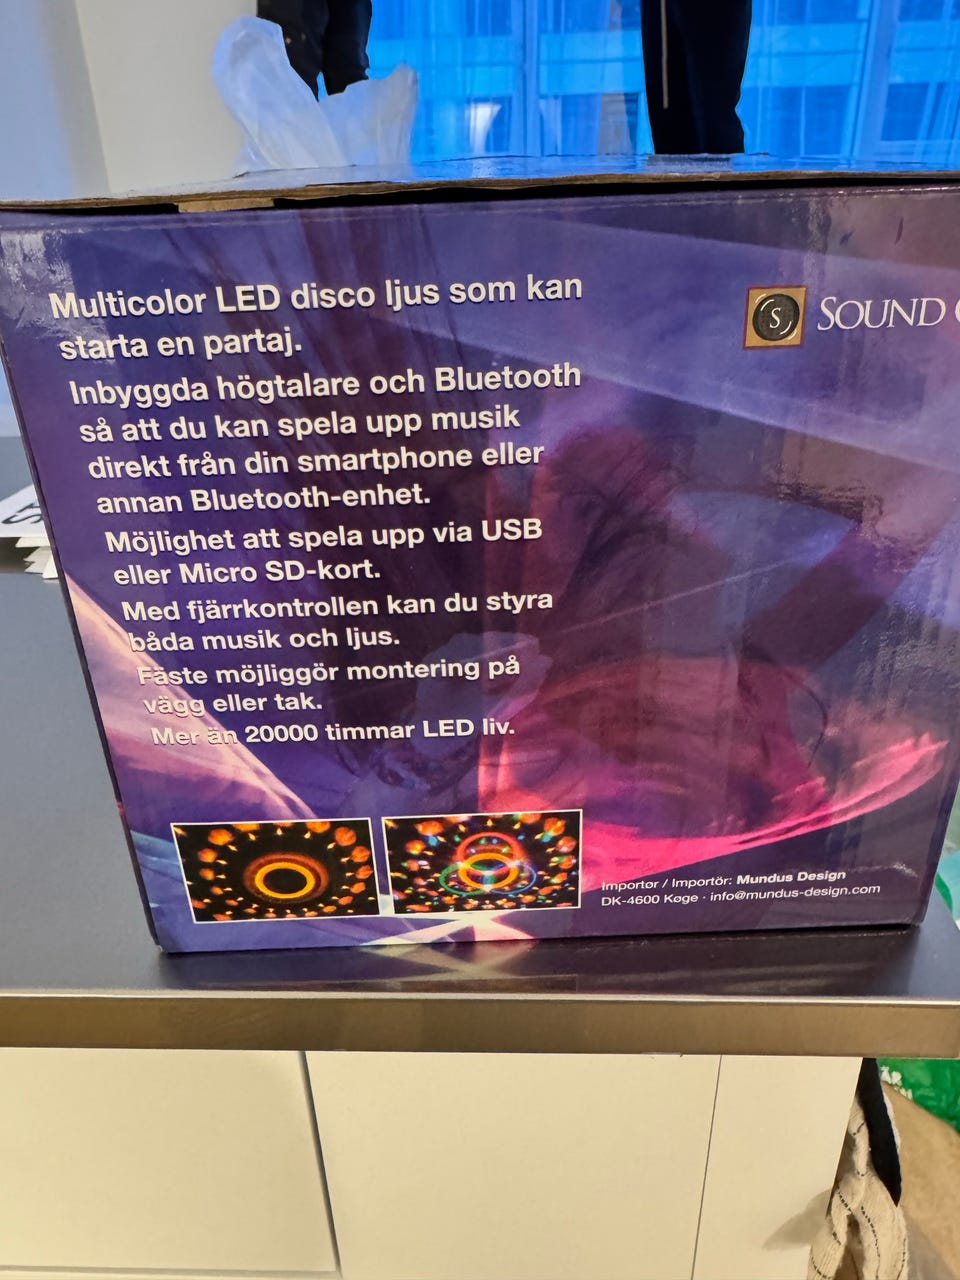 Multicolor LED disco ljus som kan
starta en partaj.
Inbyggda högtalare och Bluetooth
så att du kan spela upp musik
direkt från din smartphone eller
annan Bluetooth-enhet.
Möjlighet att spela upp via USB
eller Micro SD-kort.
Med fjärrkontrollen kan du styra
båda musik och ljus.
Fäste möjliggör montering på
vägg eller tak.
Mer än 20000 timmar LED liv.
S SOUND
Importør / Importör: Mundus Design
DK-4600 Køge · info@mundus-design.com